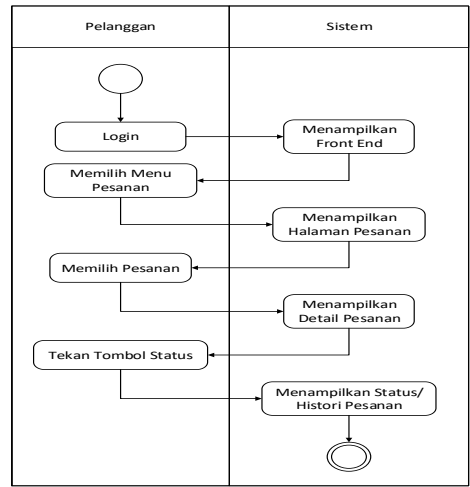 Pelanggan
Sistem
Login
Menampilkan
Front End
Memilih Menu
Pesanan
Menampilkan
Halaman Pesanan
Memilih Pesanan
Menampilkan
Detail Pesanan
Tekan Tombol Status
Menampilkan Status/
Histori Pesanan